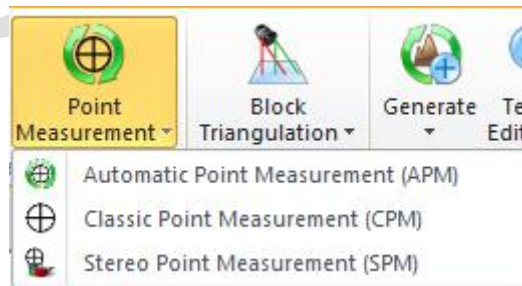 Point Measurement
Block Triangulation
Generate
Automatic Point Measurement (APM)
Classic Point Measurement (CPM)
Stereo Point Measurement (SPM)